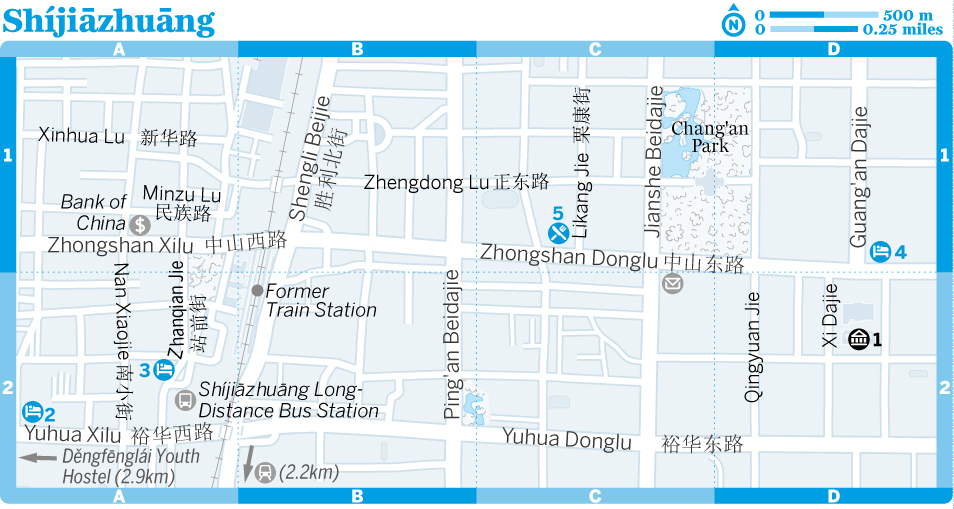 Shíjiāzhuāng
N
0 500 m
0 0.25 miles
A B C D
1
1
Xinhua Lu 新华路
Minzu Lu
民族路
Bank of
China
$
Zhongshan Xilu 中山西路
Shengli Beijie
胜利北街
Zhengdong Lu 正东路
5
Likang Jie 栗康街
Jianshe Beidajie
Chang'an
Park
Guang'an Dajie
4
Zhongshan Donglu 中山东路
2
2
Nan Xiaojie 南小街
Zhanqian Jie
站前街
Former
Train Station
Ping'an Beidajie
Qingyuan Jie
Xi Dajie
1
3
2
Shíjiāzhuāng Long-
Distance Bus Station
Yuhua Xilu 裕华西路
Yuhua Donglu 裕华东路
Děngfēnglái Youth
Hostel (2.9km)
(2.2km)
A B C D